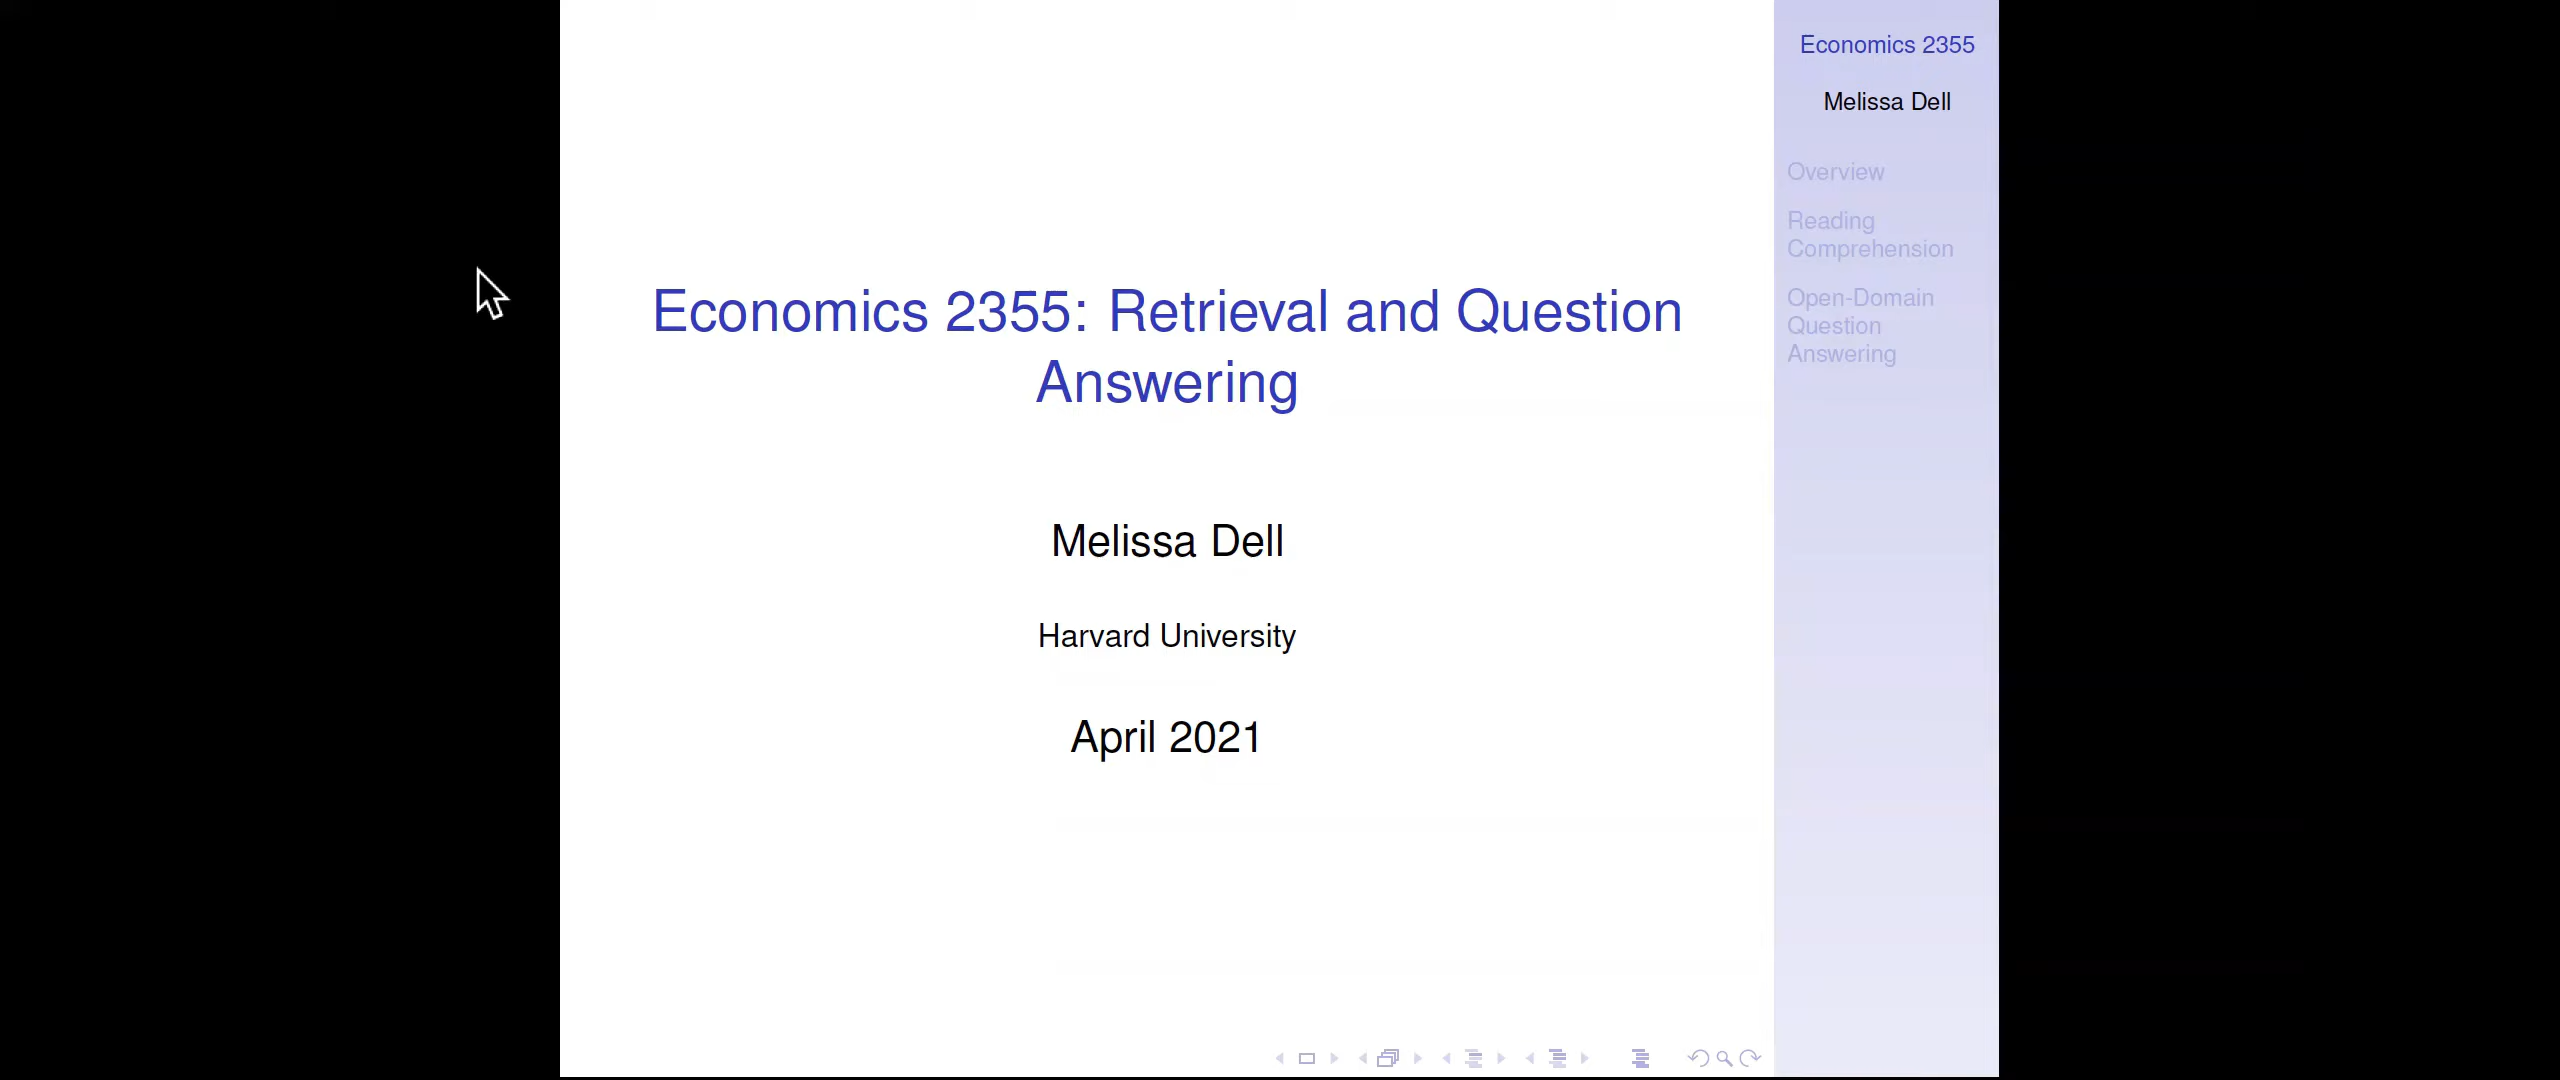 Economics 2355: Retrieval and Question
Answering
Melissa Dell
Harvard University
April 2021
Economics 2355
Melissa Dell
Overview
Reading
Comprehension
Open-Domain
Question
Answering